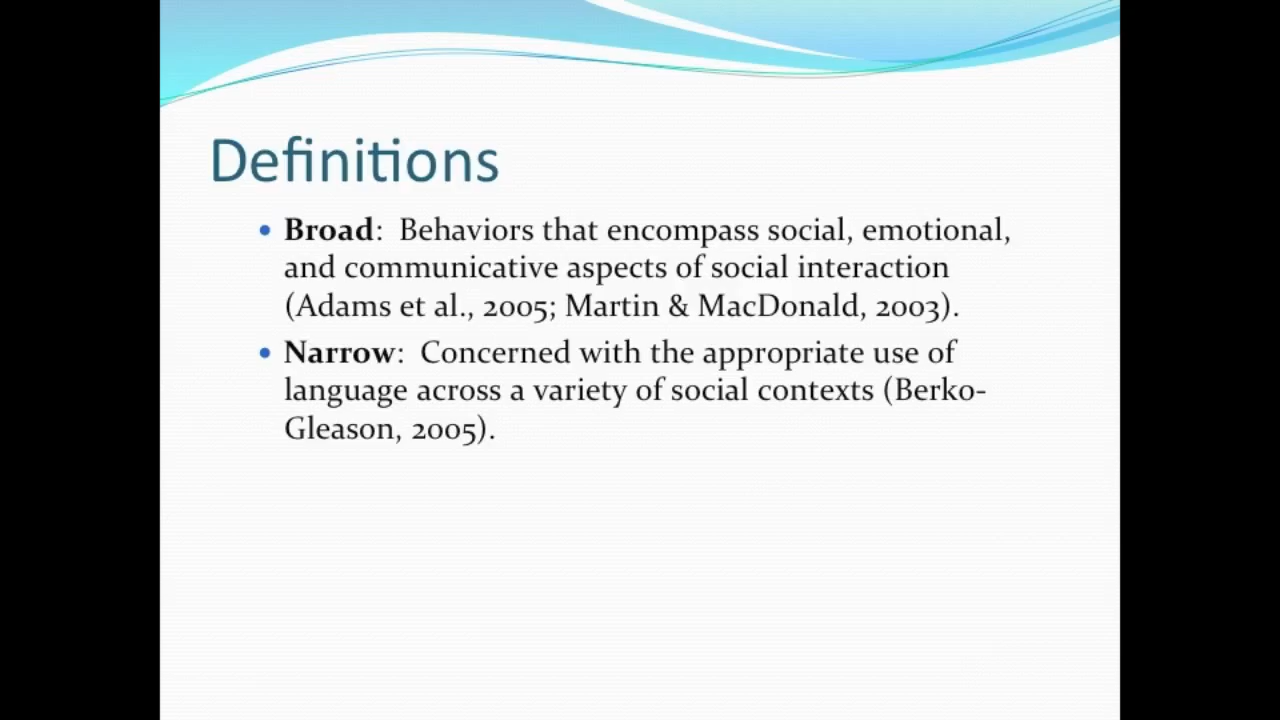 Definitions
• Broad:  Behaviors that encompass social, emotional,
and communicative aspects of social interaction
(Adams et al., 2005; Martin & MacDonald, 2003).
• Narrow:  Concerned with the appropriate use of
language across a variety of social contexts (Berko-
Gleason, 2005).